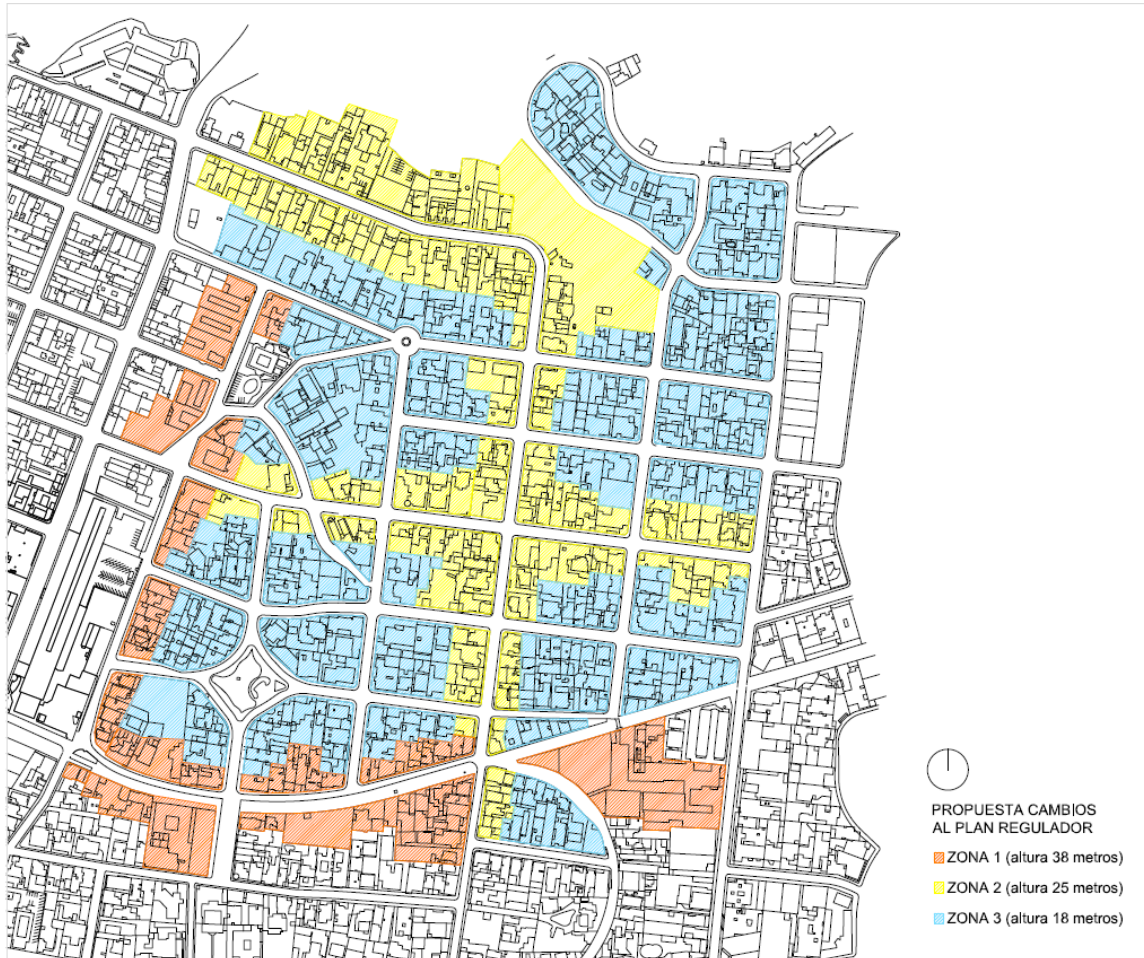 PROPUESTA CAMBIOS
AL PLAN REGULADOR
ZONA 1 (altura 38 metros)
ZONA 2 (altura 25 metros)
ZONA 3 (altura 18 metros)